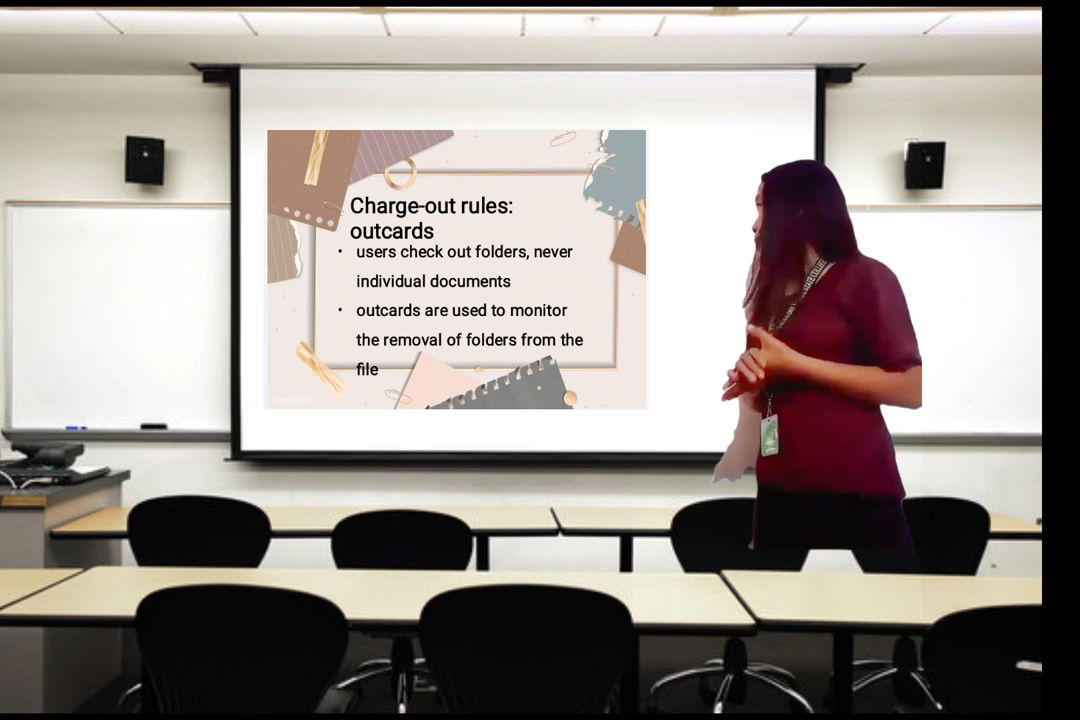 Charge-out rules:
outcards
• users check out folders, never
individual documents
• outcards are used to monitor
the removal of folders from the
file